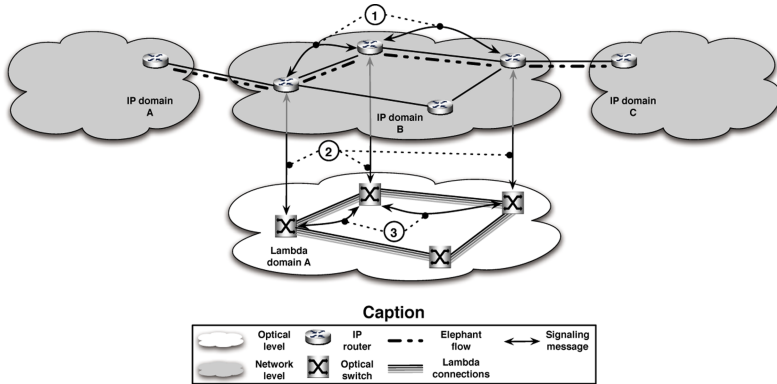 1
IP domain
A
IP domain
B
IP domain
C
2
3
Lambda
domain A
Caption
Optical
level
IP
router
Elephant
flow
Signaling
message
Network
level
Optical
switch
Lambda
connections